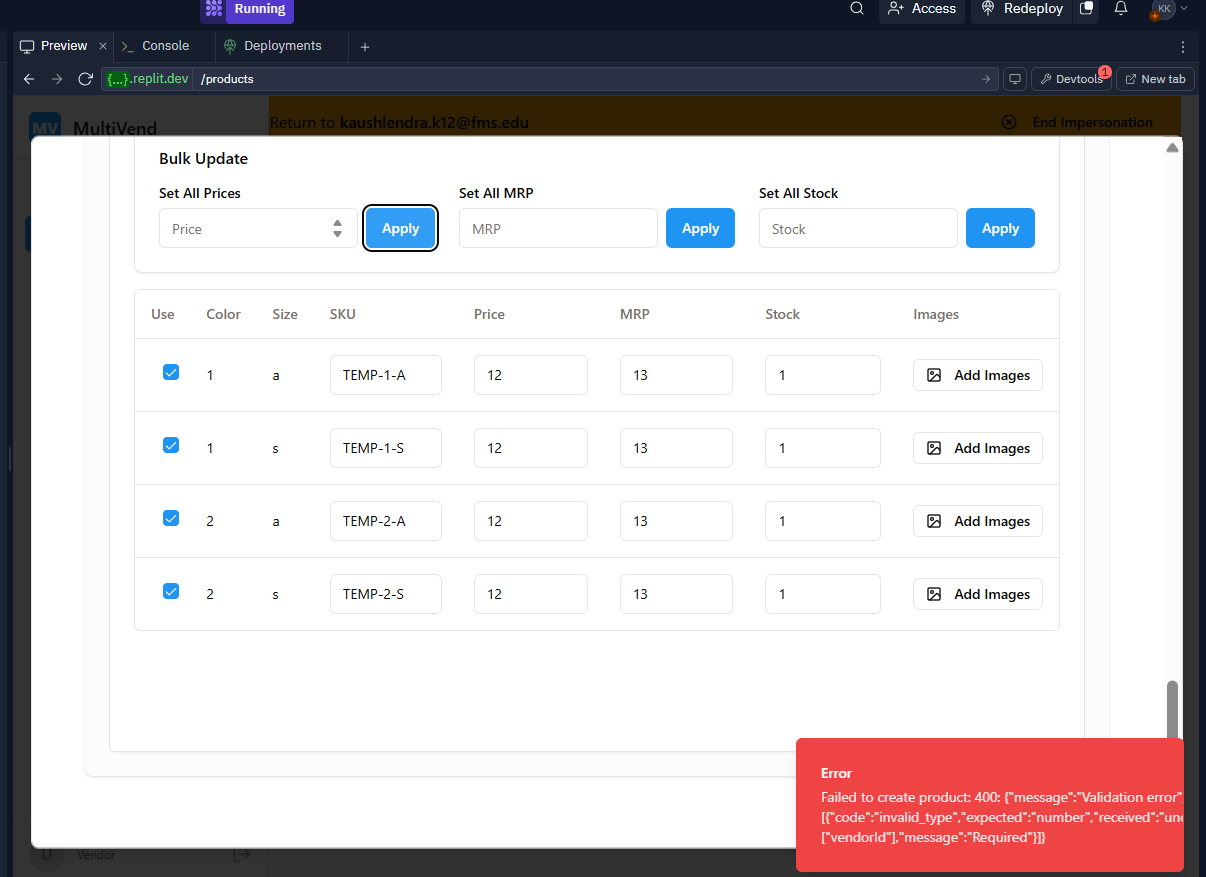 Running
Access
Redeploy
KK
Preview
Console
Deployments
{...}.replit.dev
/products
Devtools
1
New tab
MV
MultiVend
Return to kaushlendra.k12@fms.edu
End Impersonation
Bulk Update
Set All Prices
Set All MRP
Set All Stock
Price
Apply
MRP
Apply
Stock
Apply
Use Color Size SKU Price MRP Stock Images
1 a TEMP-1-A 12 13 1 Add Images
1 s TEMP-1-S 12 13 1 Add Images
2 a TEMP-2-A 12 13 1 Add Images
2 s TEMP-2-S 12 13 1 Add Images
Error
Failed to create product: 400: {"message":"Validation error",
[{"code":"invalid_type","expected":"number","received":"und
["vendorId"],"message":"Required"}]}
U
Vendor